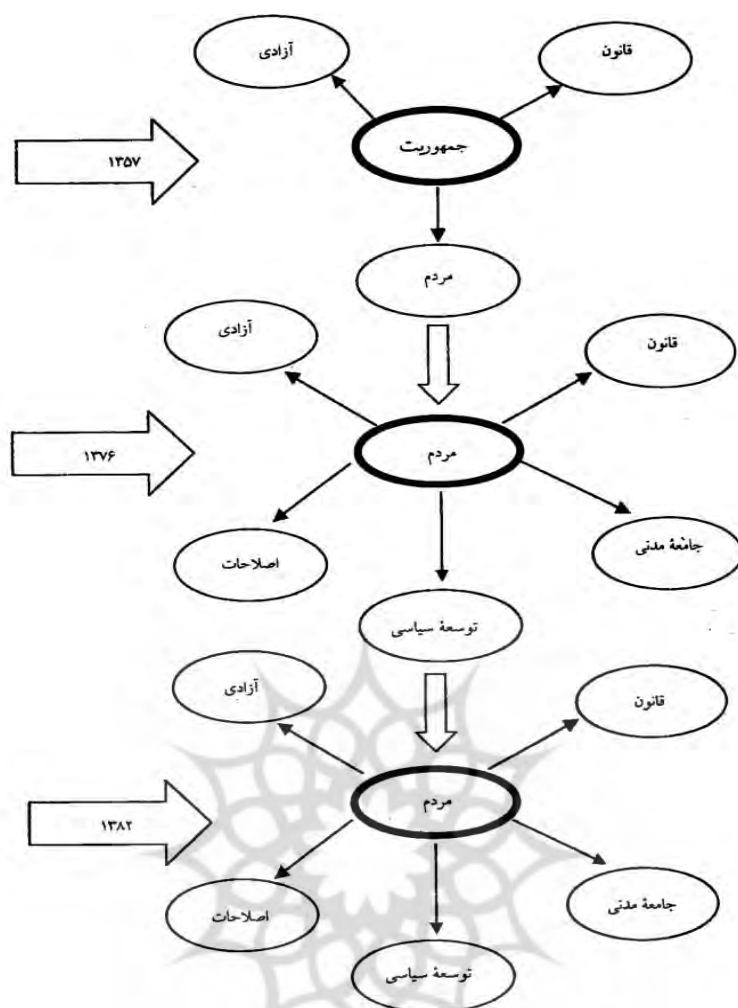 قانون
آزادی
جمهوریت
۱۳۵۷
مردم
قانون
آزادی
مردم
۱۳۷۶
جامعهٔ مدنی
اصلاحات
توسعهٔ سیاسی
قانون
آزادی
مردم
۱۳۸۲
جامعهٔ مدنی
اصلاحات
توسعهٔ سیاسی